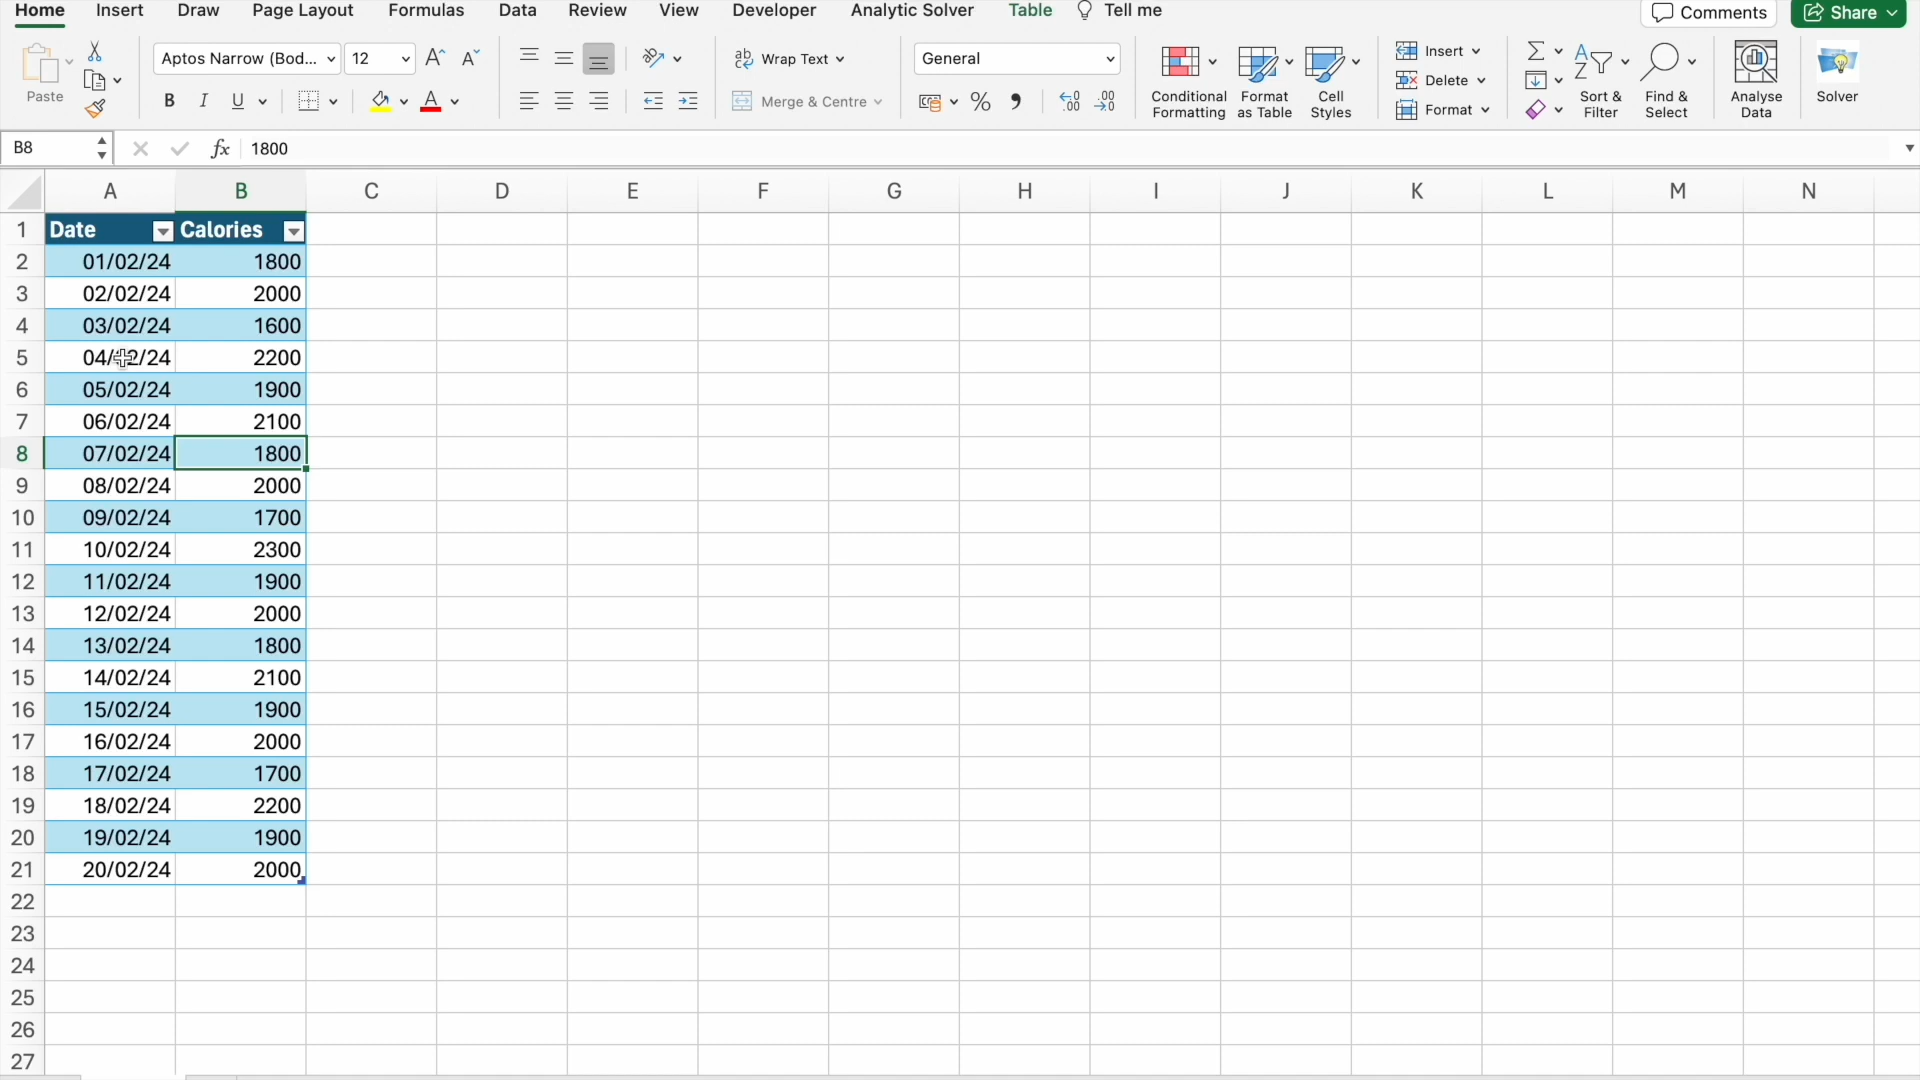 Home Insert Draw Page Layout Formulas Data Review View Developer Analytic Solver Table Tell me Comments Share
Paste
Aptos Narrow (Bod... 12
B I U
Wrap Text
Merge & Centre
General
Conditional Formatting
Format as Table
Cell Styles
Insert
Delete
Format
Sort & Filter
Find & Select
Analyse Data
Solver
B8 fx 1800
A B C D E F G H I J K L M N
1 Date Calories
2 01/02/24 1800
3 02/02/24 2000
4 03/02/24 1600
5 04/02/24 2200
6 05/02/24 1900
7 06/02/24 2100
8 07/02/24 1800
9 08/02/24 2000
10 09/02/24 1700
11 10/02/24 2300
12 11/02/24 1900
13 12/02/24 2000
14 13/02/24 1800
15 14/02/24 2100
16 15/02/24 1900
17 16/02/24 2000
18 17/02/24 1700
19 18/02/24 2200
20 19/02/24 1900
21 20/02/24 2000
22
23
24
25
26
27